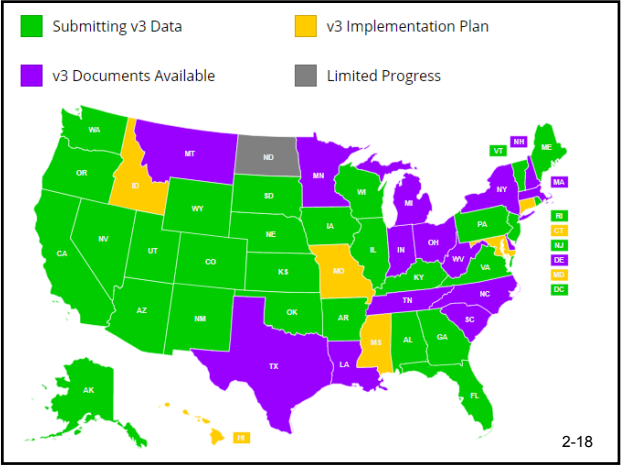 Submitting v3 Data
v3 Implementation Plan
v3 Documents Available
Limited Progress
WA
MT
ND
MN
VT
NH
ME
OR
ID
SD
WI
NY
MA
WY
MI
RI
IA
PA
CT
NE
NJ
NV
IL
IN
OH
DE
CA
UT
CO
WV
VA
MD
KS
MO
KY
DC
NC
TN
AZ
NM
OK
AR
SC
MS
AL
GA
TX
LA
AK
FL
HI
2-18